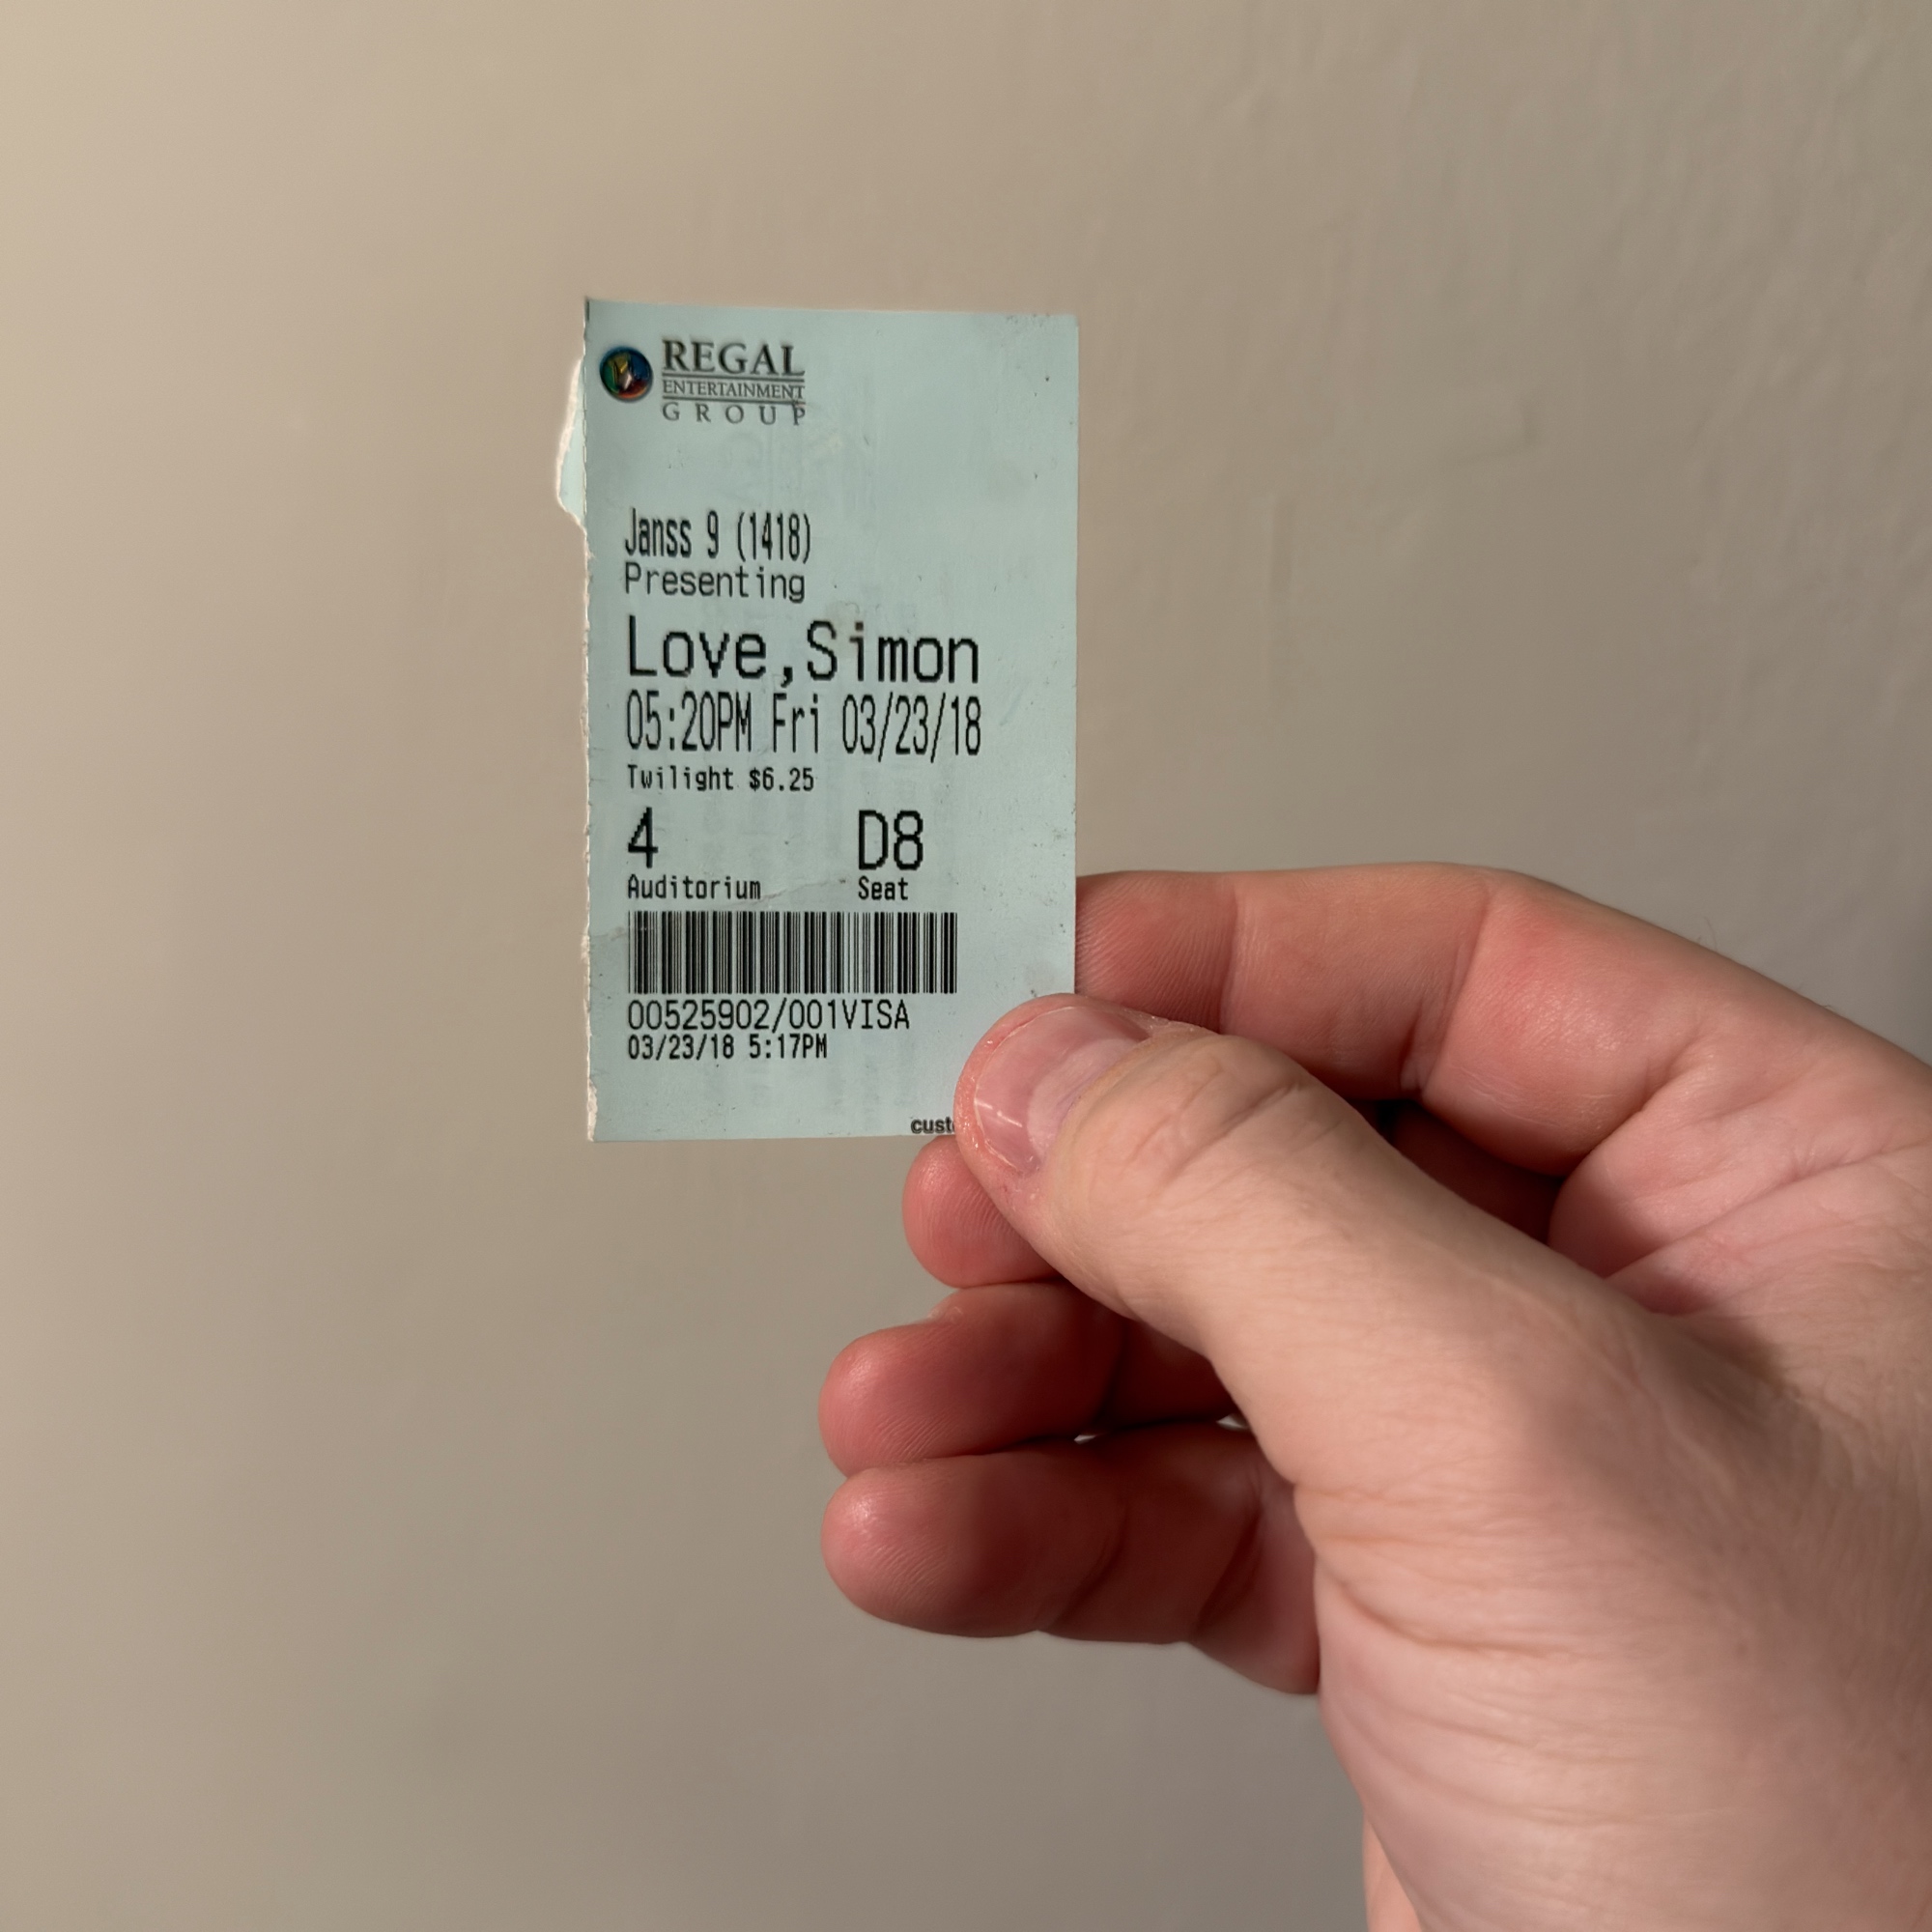 REGAL
ENTERTAINMENT
GROUP
Janss 9 (1418)
Presenting
Love,Simon
05:20PM Fri 03/23/18
Twilight $6.25
4 D8
Auditorium Seat
00525902/001VISA
03/23/18 5:17PM